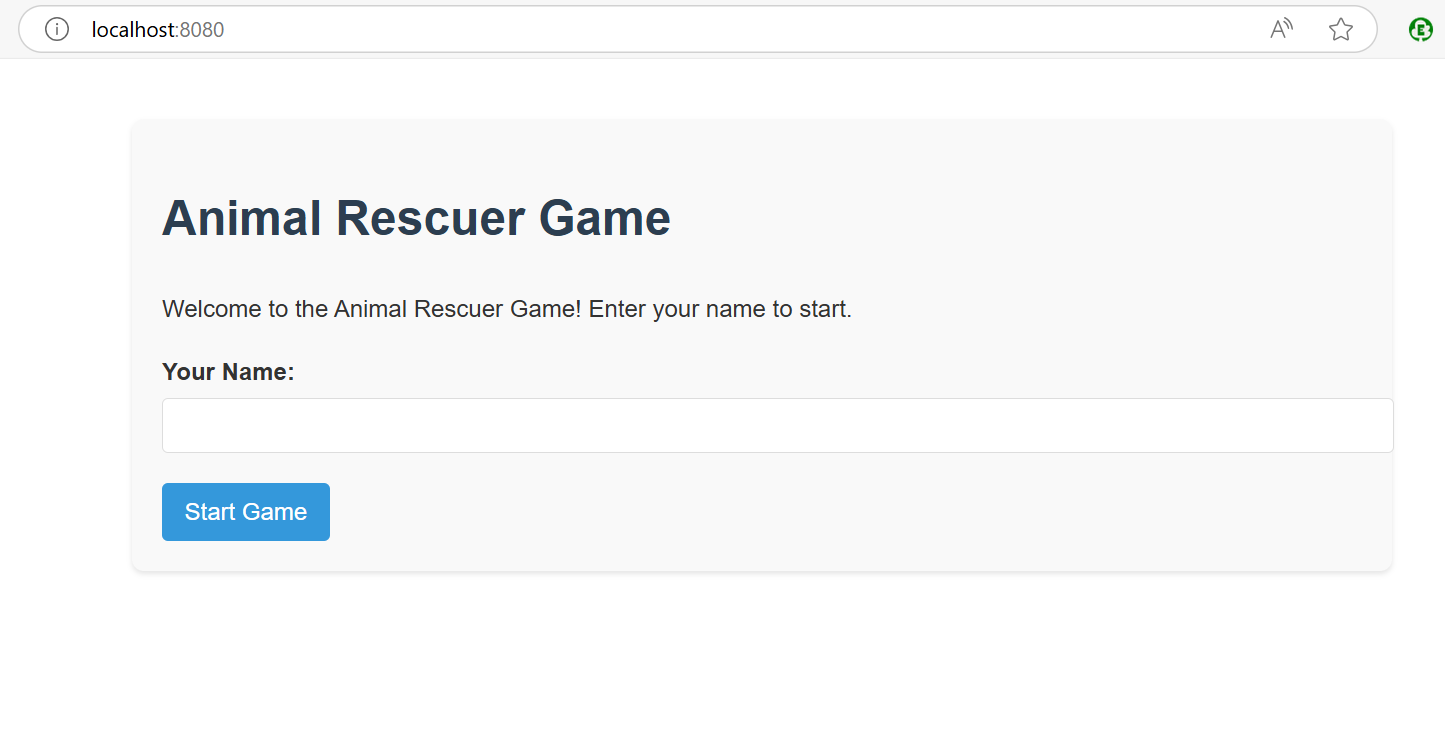 localhost:8080
Animal Rescuer Game
Welcome to the Animal Rescuer Game! Enter your name to start.
Your Name:
Start Game